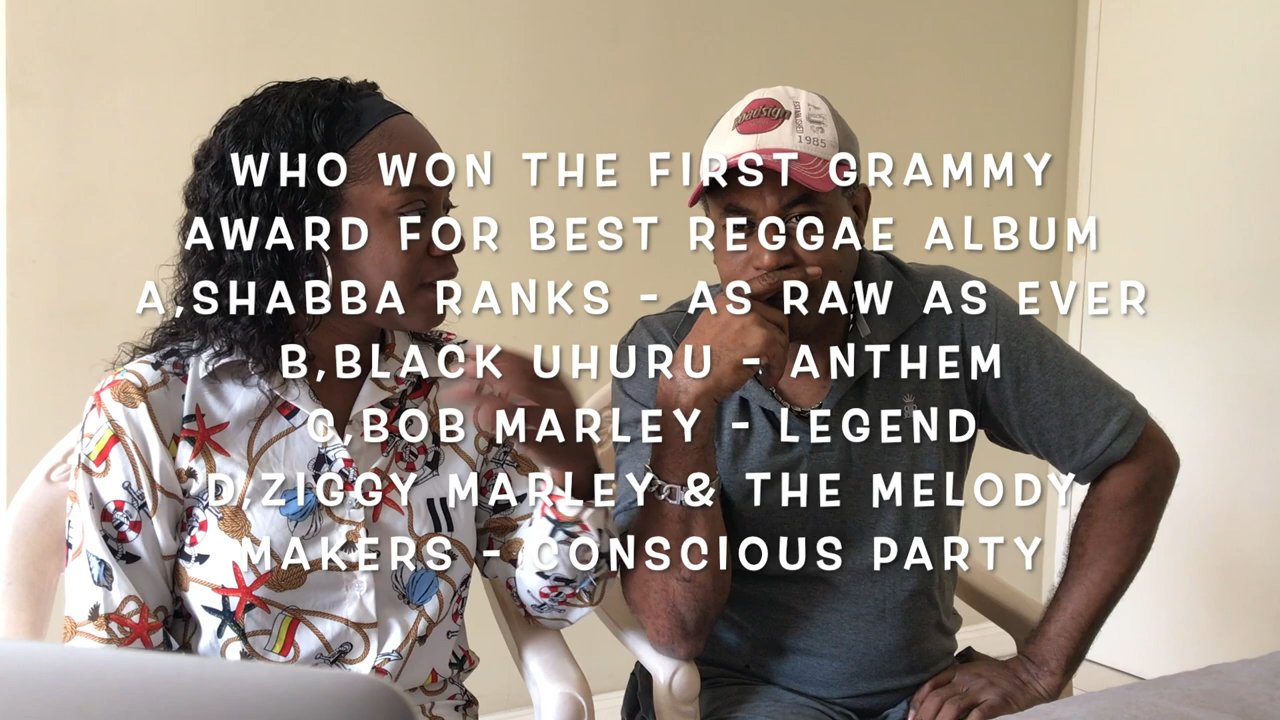 roadsign
1985
WHO WON THE FIRST GRAMMY
AWARD FOR BEST REGGAE ALBUM
A,SHABBA RANKS - AS RAW AS EVER
B,BLACK UHURU - ANTHEM
C,BOB MARLEY - LEGEND
D,ZIGGY MARLEY & THE MELODY
MAKERS - CONSCIOUS PARTY